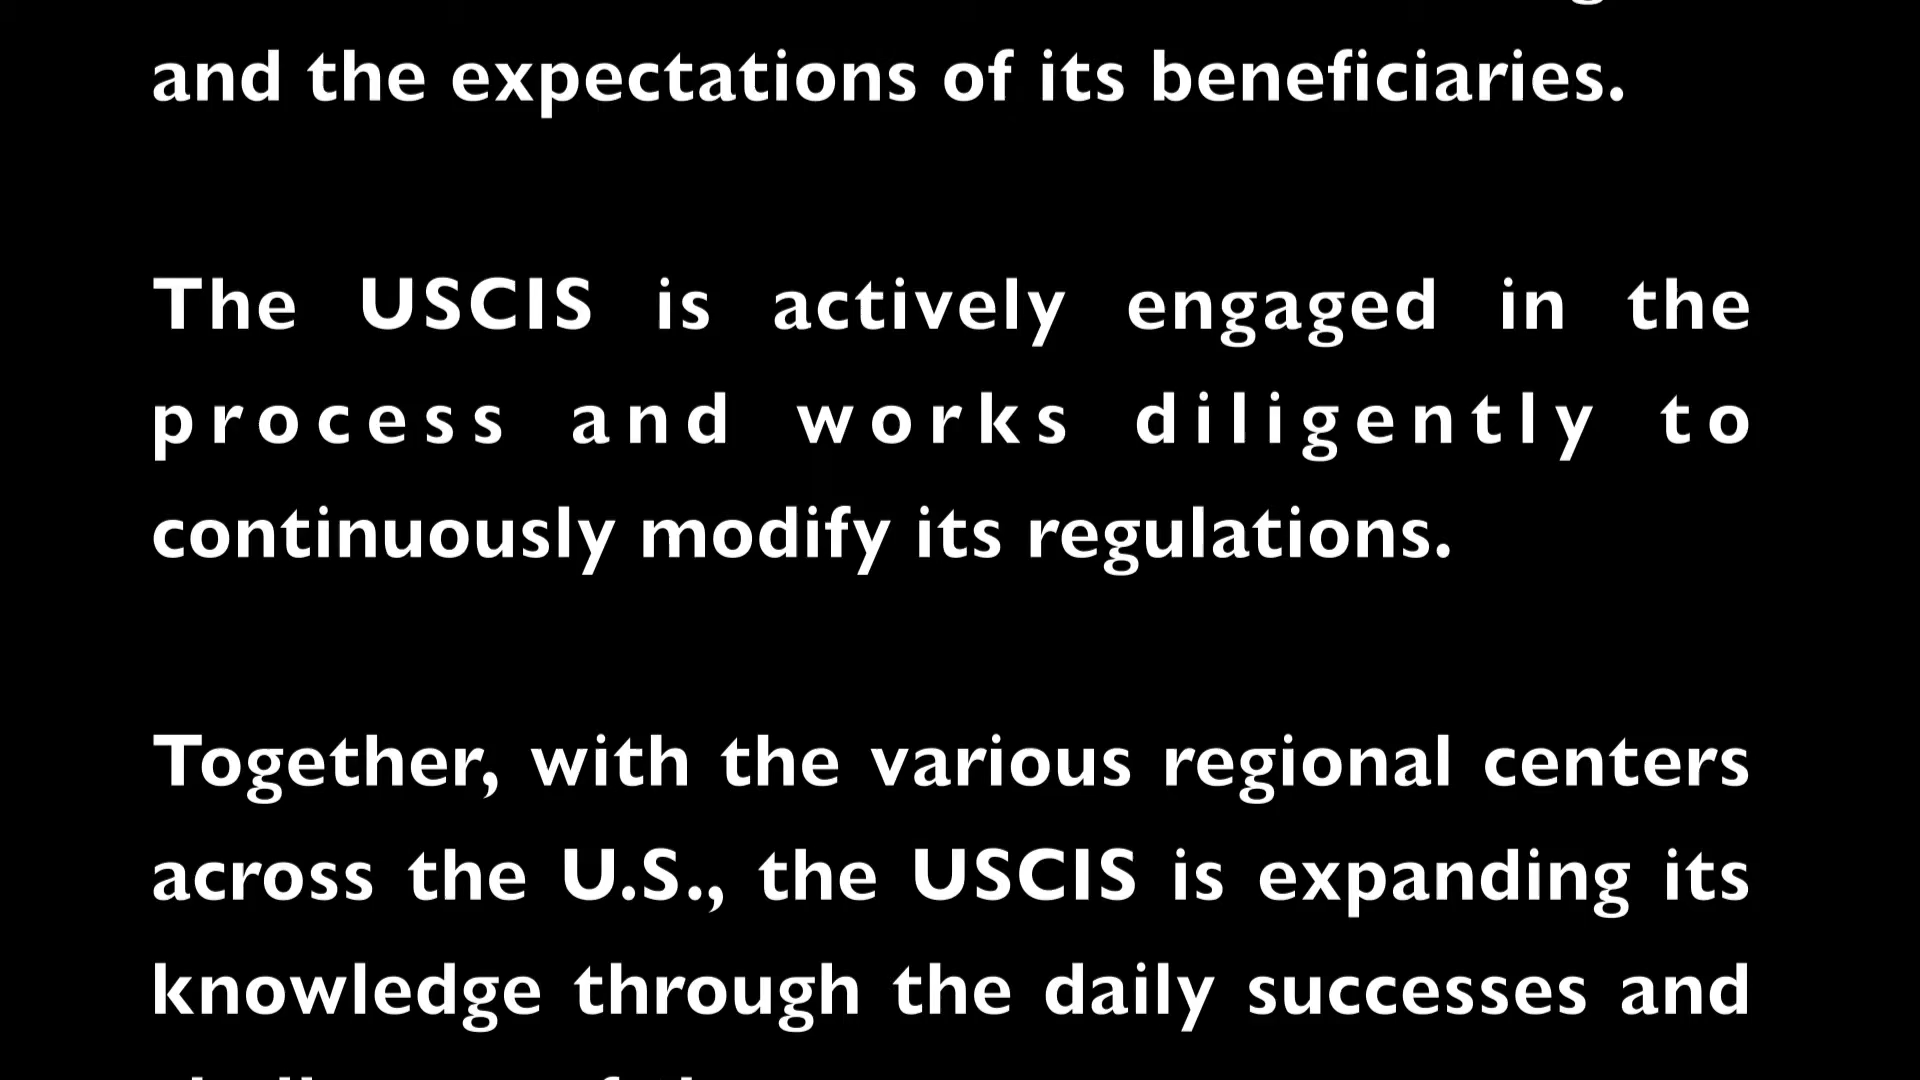 and the expectations of its beneficiaries.
The USCIS is actively engaged in the
process and works diligently to
continuously modify its regulations.
Together, with the various regional centers
across the U.S., the USCIS is expanding its
knowledge through the daily successes and